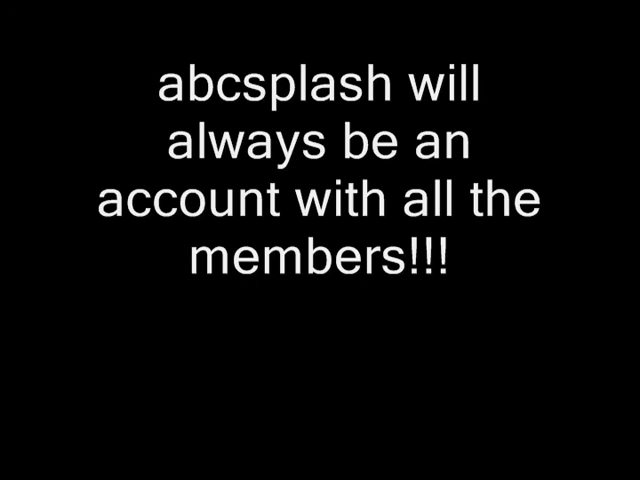 abcsplash will
always be an
account with all the
members!!!